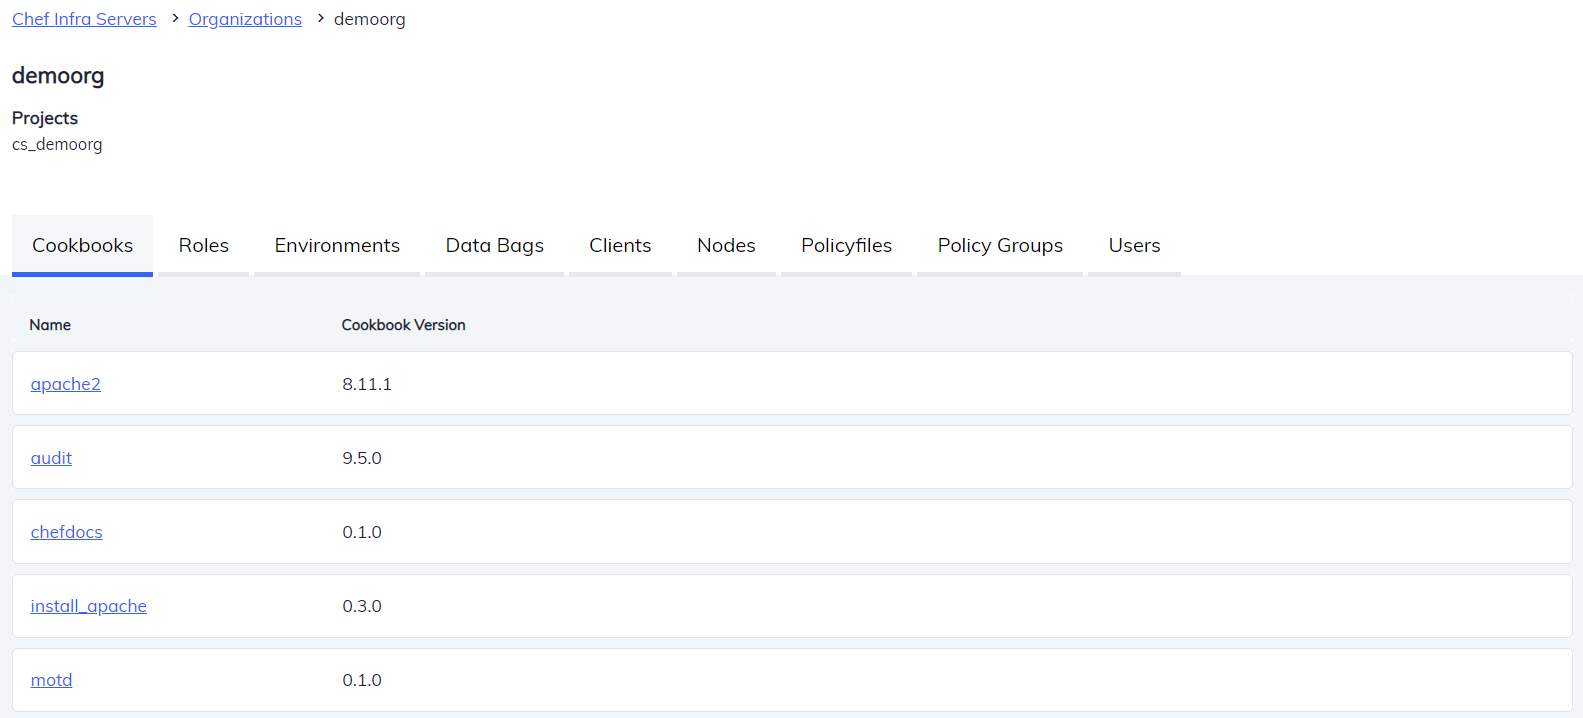 Chef Infra Servers > Organizations > demoorg
demoorg
Projects
cs_demoorg
Cookbooks Roles Environments Data Bags Clients Nodes Policyfiles Policy Groups Users
Name Cookbook Version
apache2 8.11.1
audit 9.5.0
chefdocs 0.1.0
install_apache 0.3.0
motd 0.1.0